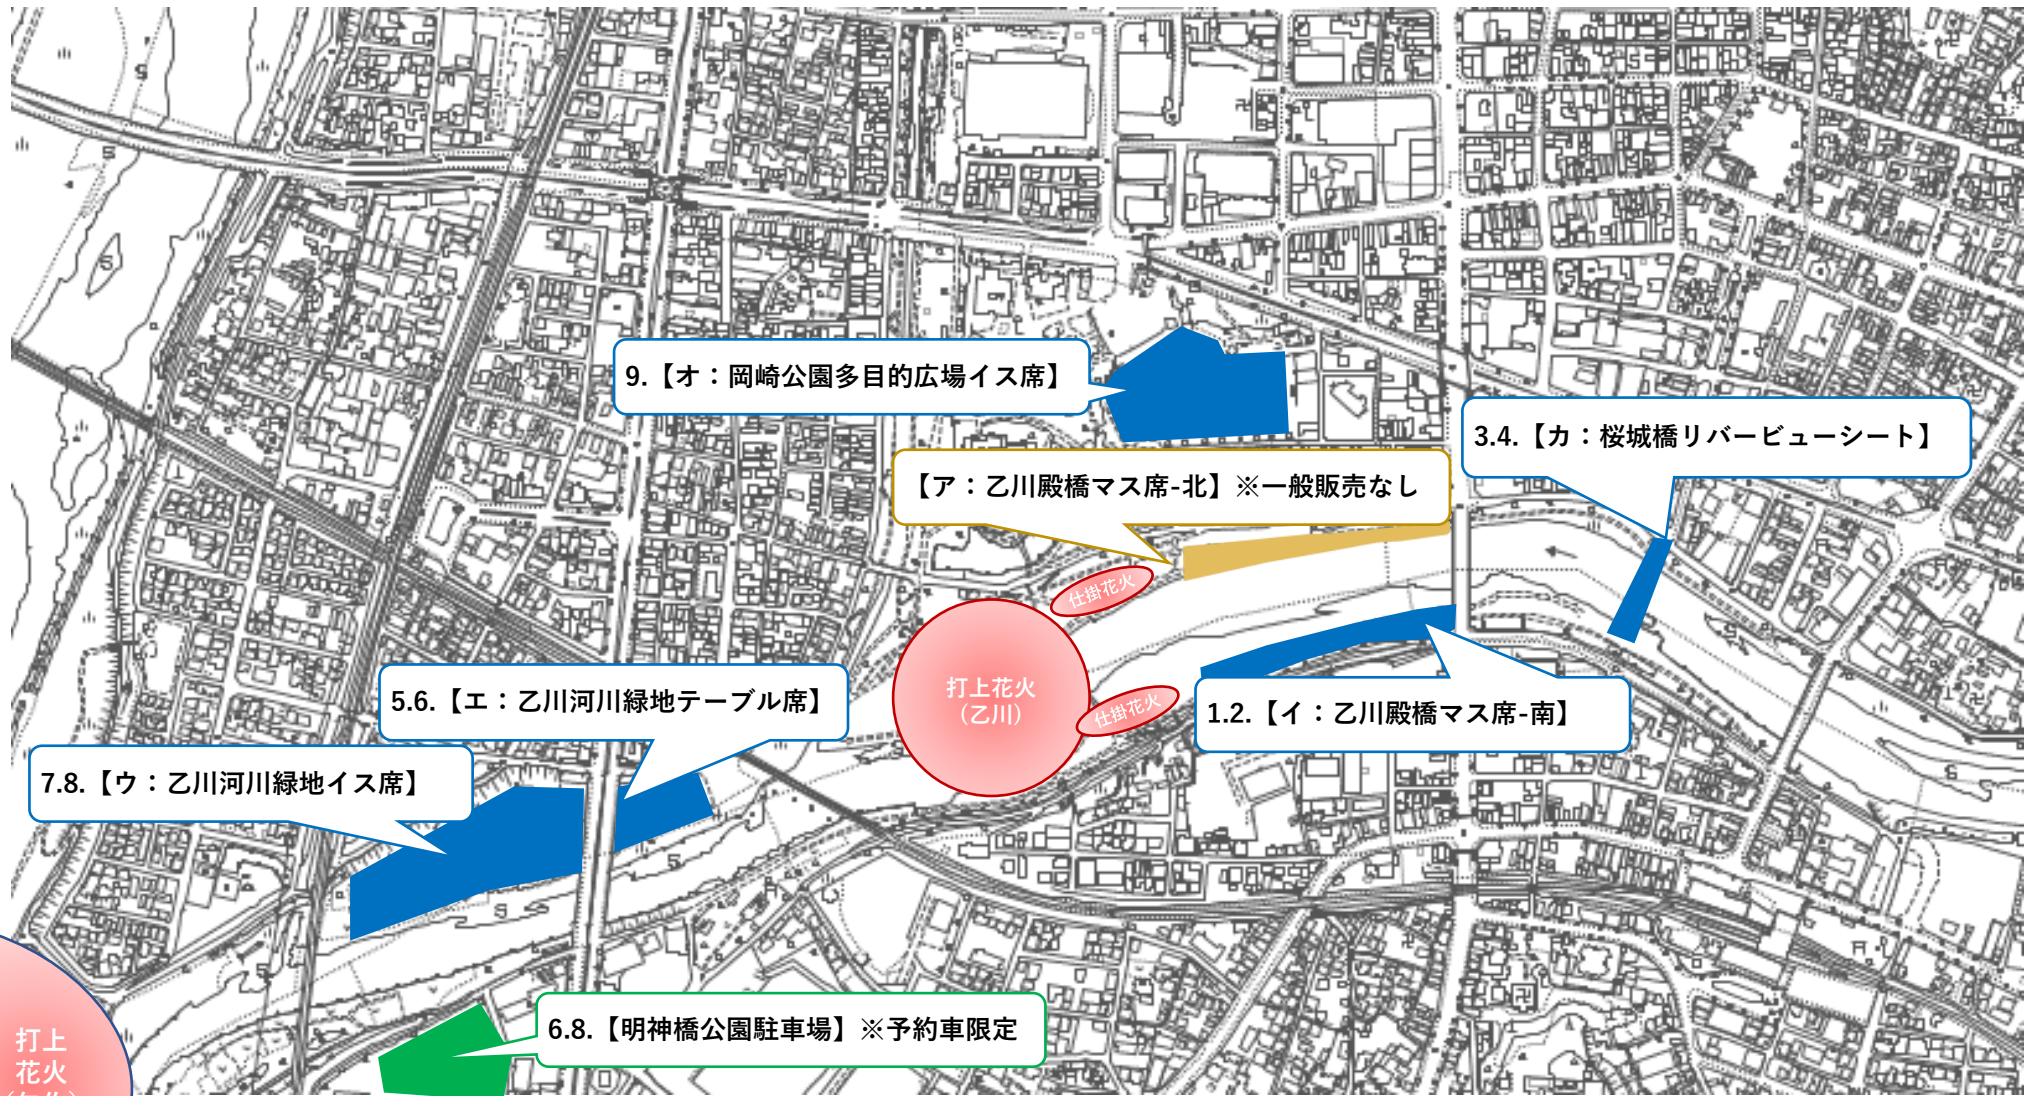 9.【オ：岡崎公園多目的広場イス席】
3.4.【カ：桜城橋リバービューシート】
【ア：乙川殿橋マス席-北】※一般販売なし
仕掛花火
打上花火
（乙川）
仕掛花火
5.6.【エ：乙川河川緑地テーブル席】
1.2.【イ：乙川殿橋マス席-南】
7.8.【ウ：乙川河川緑地イス席】
6.8.【明神橋公園駐車場】※予約車限定
打上
花火